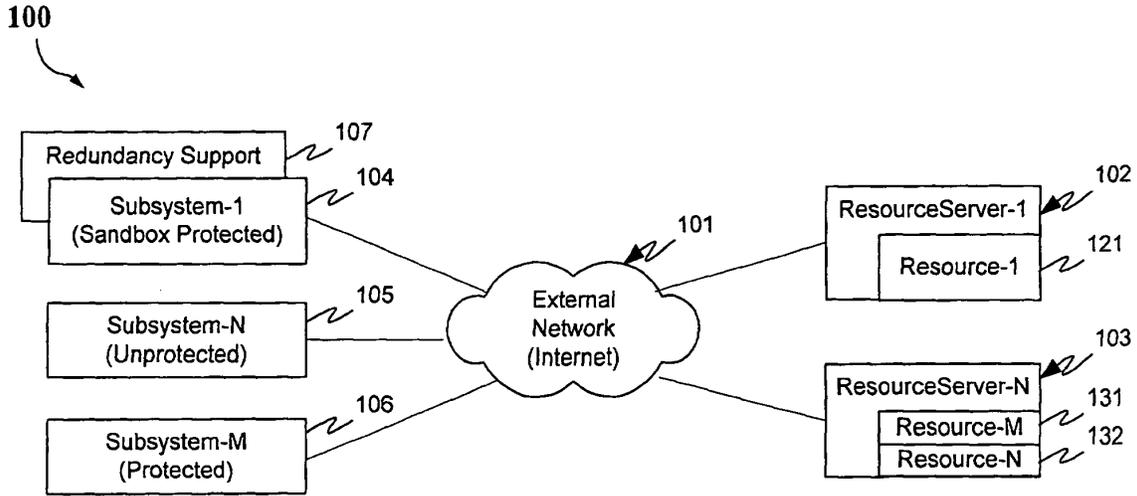 100
107
Redundancy Support
104
Subsystem-1
(Sandbox Protected)
105
Subsystem-N
(Unprotected)
106
Subsystem-M
(Protected)
101
External
Network
(Internet)
102
ResourceServer-1
121
Resource-1
103
ResourceServer-N
131
Resource-M
132
Resource-N